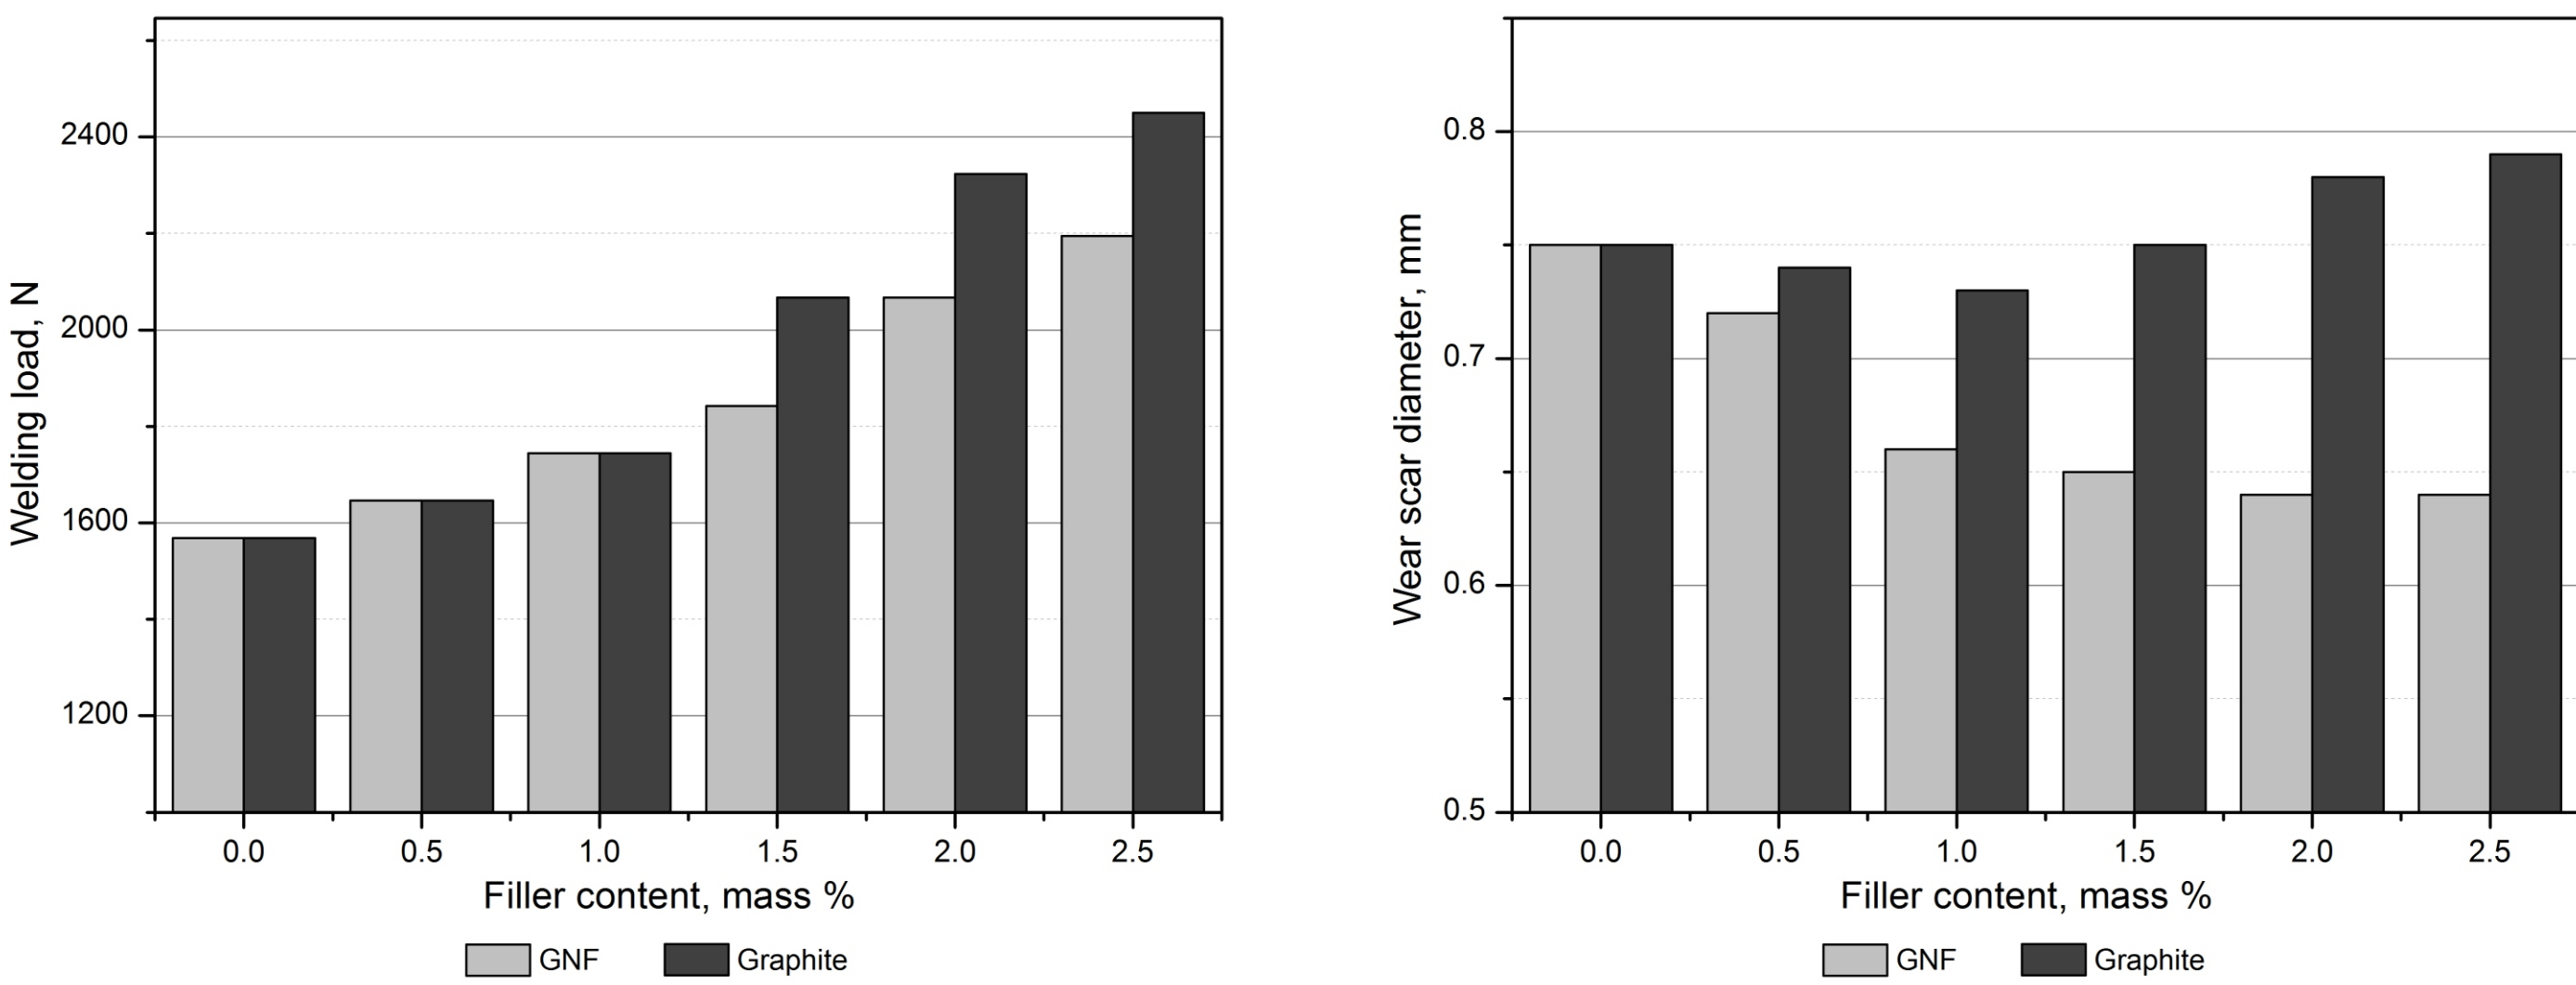 Welding load, N
2400
2000
1600
1200
0.0 0.5 1.0 1.5 2.0 2.5
Filler content, mass %
GNF Graphite
Wear scar diameter, mm
0.8
0.7
0.6
0.5
0.0 0.5 1.0 1.5 2.0 2.5
Filler content, mass %
GNF Graphite